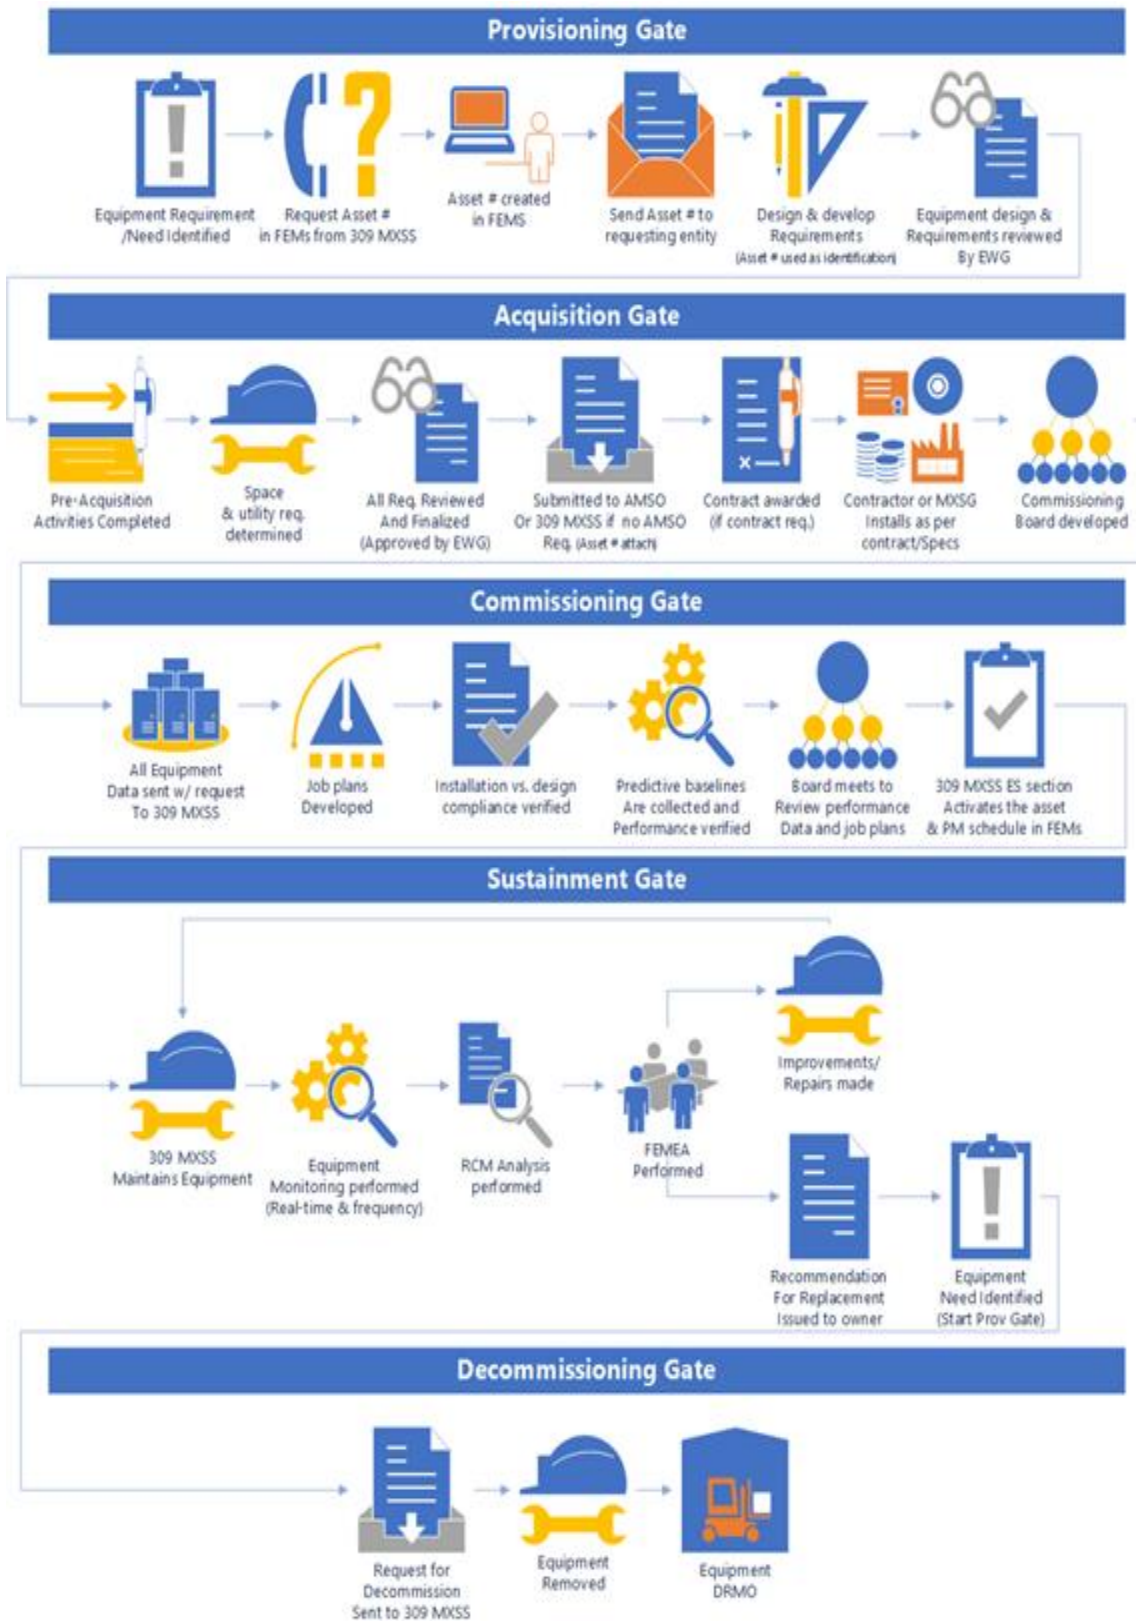 Provisioning Gate
Equipment Requirement
/Need Identified
Request Asset #
in FEMs from 309 MXSS
Asset # created
in FEMS
Send Asset # to
requesting entity
Design & develop
Requirements
(Asset # used as identification)
Equipment design &
Requirements reviewed
By EWG
Acquisition Gate
Pre-Acquisition
Activities Completed
Space
& utility req.
determined
All Req. Reviewed
And Finalized
(Approved by EWG)
Submitted to AMSO
Or 309 MXSS if no AMSO
Req. (Asset # attach)
Contract awarded
(if contract req.)
Contractor or MXSG
Installs as per
contract/Specs
Commissioning
Board developed
Commissioning Gate
All Equipment
Data sent w/ request
To 309 MXSS
Job plans
Developed
Installation vs. design
compliance verified
Predictive baselines
Are collected and
Performance verified
Board meets to
Review performance
Data and job plans
309 MXSS ES section
Activates the asset
& PM schedule in FEMs
Sustainment Gate
309 MXSS
Maintains Equipment
Equipment
Monitoring performed
(Real-time & frequency)
RCM Analysis
performed
FEMEA
Performed
Improvements/
Repairs made
Recommendation
For Replacement
Issued to owner
Equipment
Need Identified
(Start Prov Gate)
Decommissioning Gate
Request for
Decommission
Sent to 309 MXSS
Equipment
Removed
Equipment
DRMO